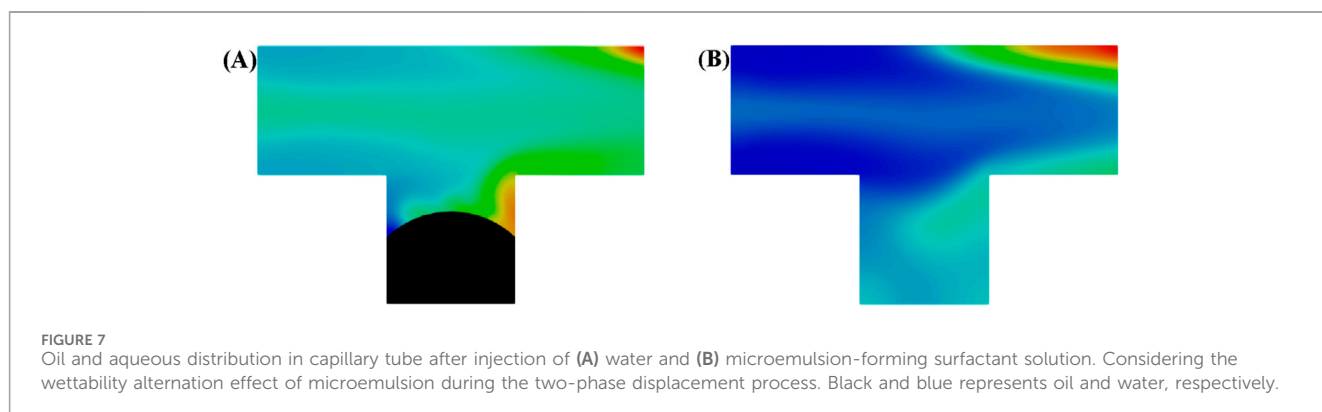 (A)
(B)
FIGURE 7
Oil and aqueous distribution in capillary tube after injection of (A) water and (B) microemulsion-forming surfactant solution. Considering the
wettability alternation effect of microemulsion during the two-phase displacement process. Black and blue represents oil and water, respectively.